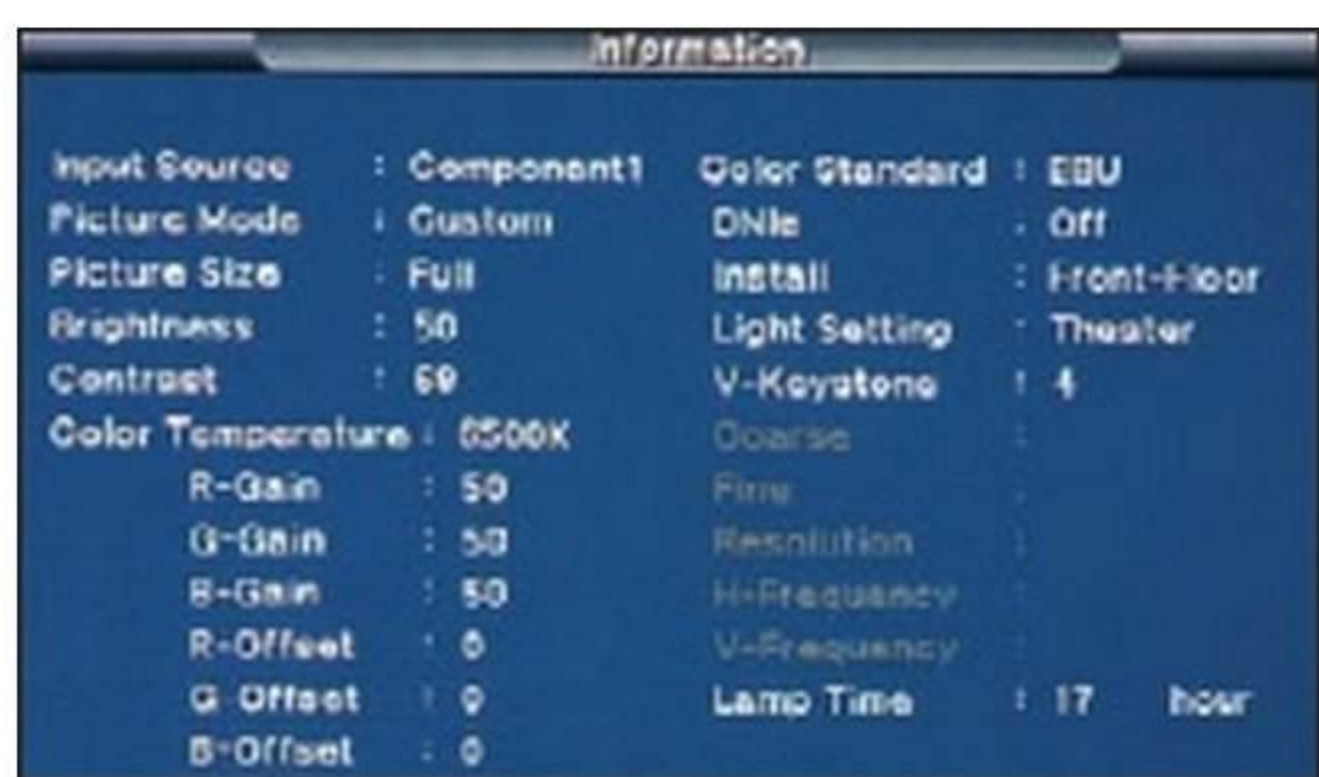 Information
Input Source : Component1
Picture Mode : Custom
Picture Size : Full
Brightness : 50
Contrast : 69
Color Temperature : 6500K
R-Gain : 50
G-Gain : 50
B-Gain : 50
R-Offset : 0
G-Offset : 0
B-Offset : 0
Color Standard : EBU
DNIe : Off
Install : Front-Floor
Light Setting : Theater
V-Keystone : 4
Coarse :
Fine :
Resolution :
H-Frequency :
V-Frequency :
Lamp Time : 17 hour